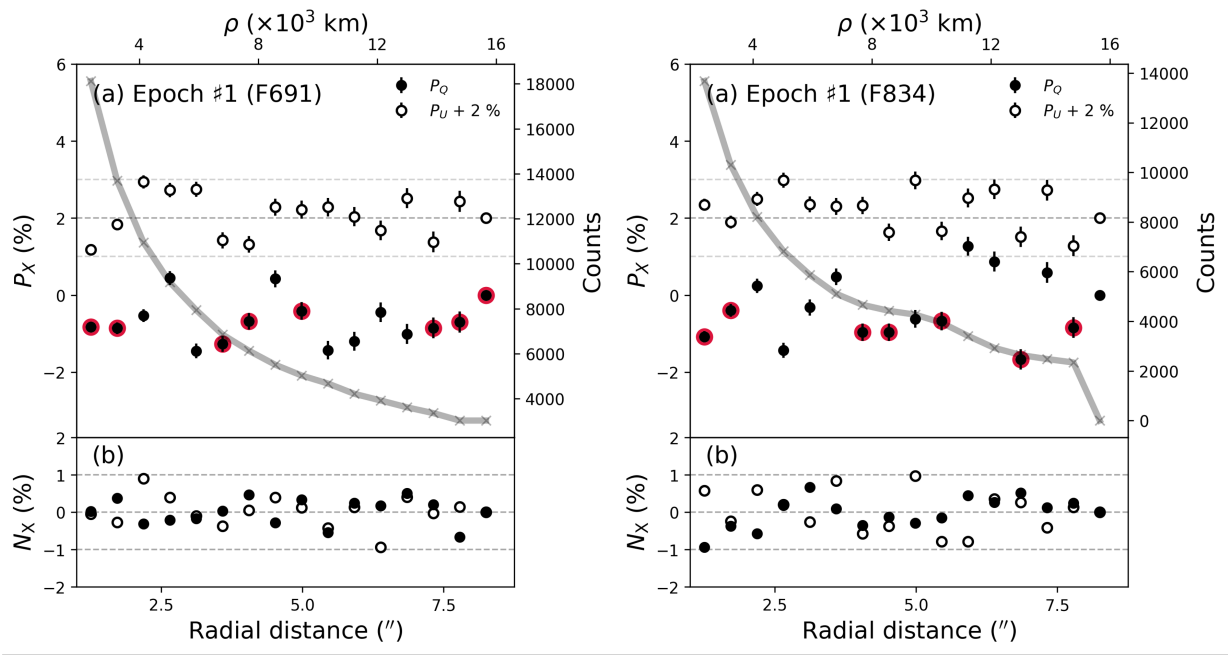 ρ (×10³ km)
4 8 12 16
6
4
2
0
−2
P_X (%)
(a) Epoch ♯1 (F691)
P_Q
P_U + 2 %
18000
16000
14000
12000
10000
8000
6000
4000
Counts
2
1
0
−1
−2
N_X (%)
(b)
2.5 5.0 7.5
Radial distance (″)
ρ (×10³ km)
4 8 12 16
6
4
2
0
−2
P_X (%)
(a) Epoch ♯1 (F834)
P_Q
P_U + 2 %
14000
12000
10000
8000
6000
4000
2000
0
Counts
2
1
0
−1
−2
N_X (%)
(b)
2.5 5.0 7.5
Radial distance (″)